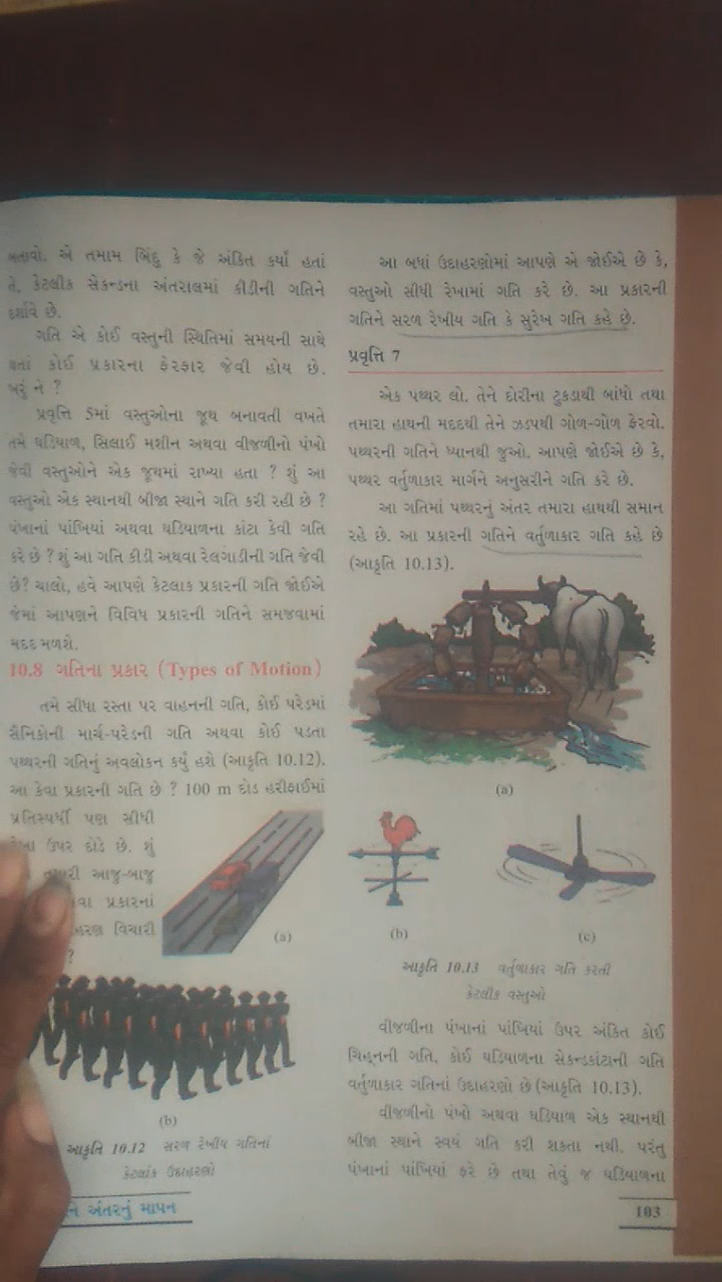 બતાવો. એ તમામ બિંદુ કે જે અંકિત કર્યાં હતાં
તે, કેટલીક સેકન્ડના અંતરાલમાં કીડીની ગતિને
દર્શાવે છે.
ગતિ એ કોઈ વસ્તુની સ્થિતિમાં સમયની સાથે
થતાં કોઈ પ્રકારના ફેરફાર જેવી હોય છે.
ખરું ને ?
પ્રવૃત્તિ 5માં વસ્તુઓના જૂથ બનાવતી વખતે
તમે ઘડિયાળ, સિલાઈ મશીન અથવા વીજળીનો પંખો
જેવી વસ્તુઓને એક જૂથમાં રાખ્યા હતા ? શું આ
વસ્તુઓ એક સ્થાનથી બીજા સ્થાને ગતિ કરી રહી છે ?
પંખાનાં પાંખિયાં અથવા ઘડિયાળના કાંટા કેવી ગતિ
કરે છે ? શું આ ગતિ કીડી અથવા રેલગાડીની ગતિ જેવી
છે? ચાલો, હવે આપણે કેટલાક પ્રકારની ગતિ જોઈએ
જેમાં આપણને વિવિધ પ્રકારની ગતિને સમજવામાં
મદદ મળશે.
10.8 ગતિના પ્રકાર (Types of Motion)
તમે સીધા રસ્તા પર વાહનની ગતિ, કોઈ પરેડમાં
સૈનિકોની માર્ચ-પરેડની ગતિ અથવા કોઈ પડતા
પથ્થરની ગતિનું અવલોકન કર્યું હશે (આકૃતિ 10.12).
આ કેવા પ્રકારની ગતિ છે ? 100 m દોડ હરીફાઈમાં
પ્રતિસ્પર્ધી પણ સીધી
ઉપર દોડે છે. શું
આજુ-બાજુ
પ્રકારનાં
વિચારી
?
(a)
(b)
આકૃતિ 10.12 સરળ રેખીય ગતિનાં
કેટલાંક ઉદાહરણો
અંતરનું માપન
આ બધાં ઉદાહરણોમાં આપણે એ જોઈએ છે કે,
વસ્તુઓ સીધી રેખામાં ગતિ કરે છે. આ પ્રકારની
ગતિને સરળ રેખીય ગતિ કે સુરેખ ગતિ કહે છે.
પ્રવૃત્તિ 7
એક પથ્થર લો. તેને દોરીના ટુકડાથી બાંધો તથા
તમારા હાથની મદદથી તેને ઝડપથી ગોળ-ગોળ ફેરવો.
પથ્થરની ગતિને ધ્યાનથી જુઓ. આપણે જોઈએ છે કે,
પથ્થર વર્તુળાકાર માર્ગને અનુસરીને ગતિ કરે છે.
આ ગતિમાં પથ્થરનું અંતર તમારા હાથથી સમાન
રહે છે. આ પ્રકારની ગતિને વર્તુળાકાર ગતિ કહે છે
(આકૃતિ 10.13).
(a)
(b)
(c)
આકૃતિ 10.13 વર્તુળાકાર ગતિ કરતી
કેટલીક વસ્તુઓ
વીજળીના પંખાનાં પાંખિયાં ઉપર અંકિત કોઈ
ચિહ્નની ગતિ, કોઈ ઘડિયાળના સેકન્ડકાંટાની ગતિ
વર્તુળાકાર ગતિનાં ઉદાહરણો છે (આકૃતિ 10.13).
વીજળીનો પંખો અથવા ઘડિયાળ એક સ્થાનથી
બીજા સ્થાને સ્વયં ગતિ કરી શકતા નથી. પરંતુ
પંખાનાં પાંખિયાં ફરે છે તથા તેવું જ ઘડિયાળના
103